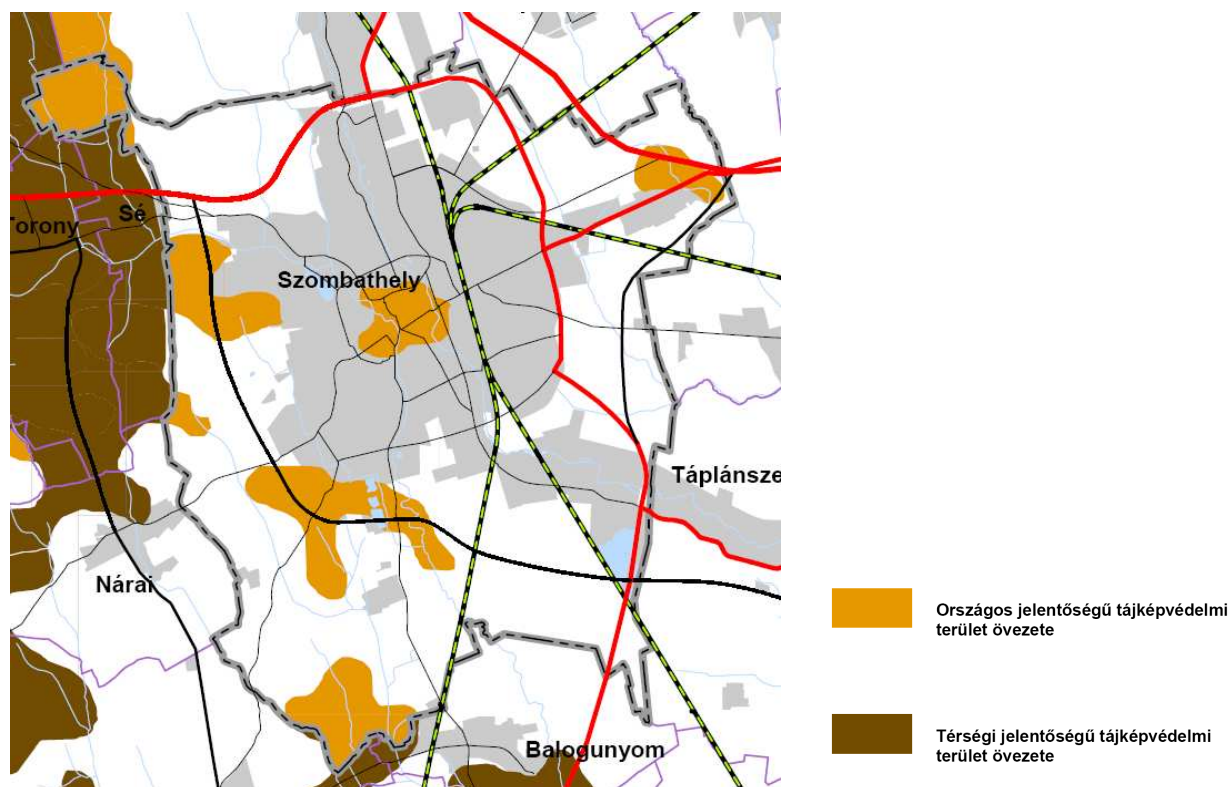 Sé
Torony
Szombathely
Táplánsze
Nárai
Balogunyom
Országos jelentőségű tájképvédelmi
terület övezete
Térségi jelentőségű tájképvédelmi
terület övezete